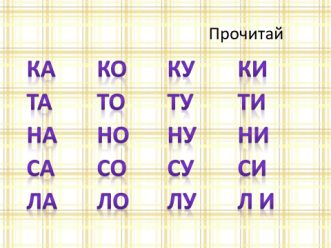 Прочитай
КА КО КУ КИ
ТА ТО ТУ ТИ
НА НО НУ НИ
СА СО СУ СИ
ЛА ЛО ЛУ Л И